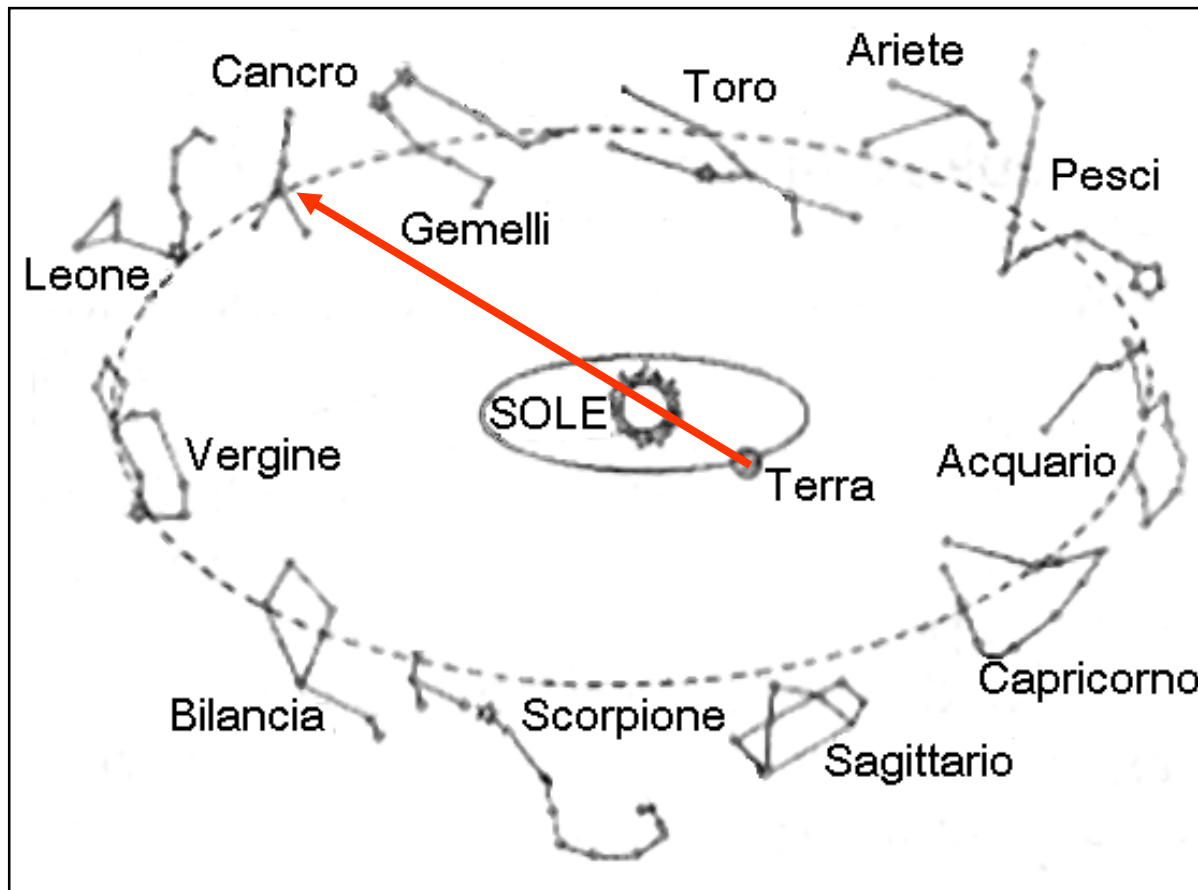 Ariete
Cancro
Toro
Pesci
Gemelli
Leone
SOLE
Vergine
Acquario
Terra
Capricorno
Bilancia
Scorpione
Sagittario